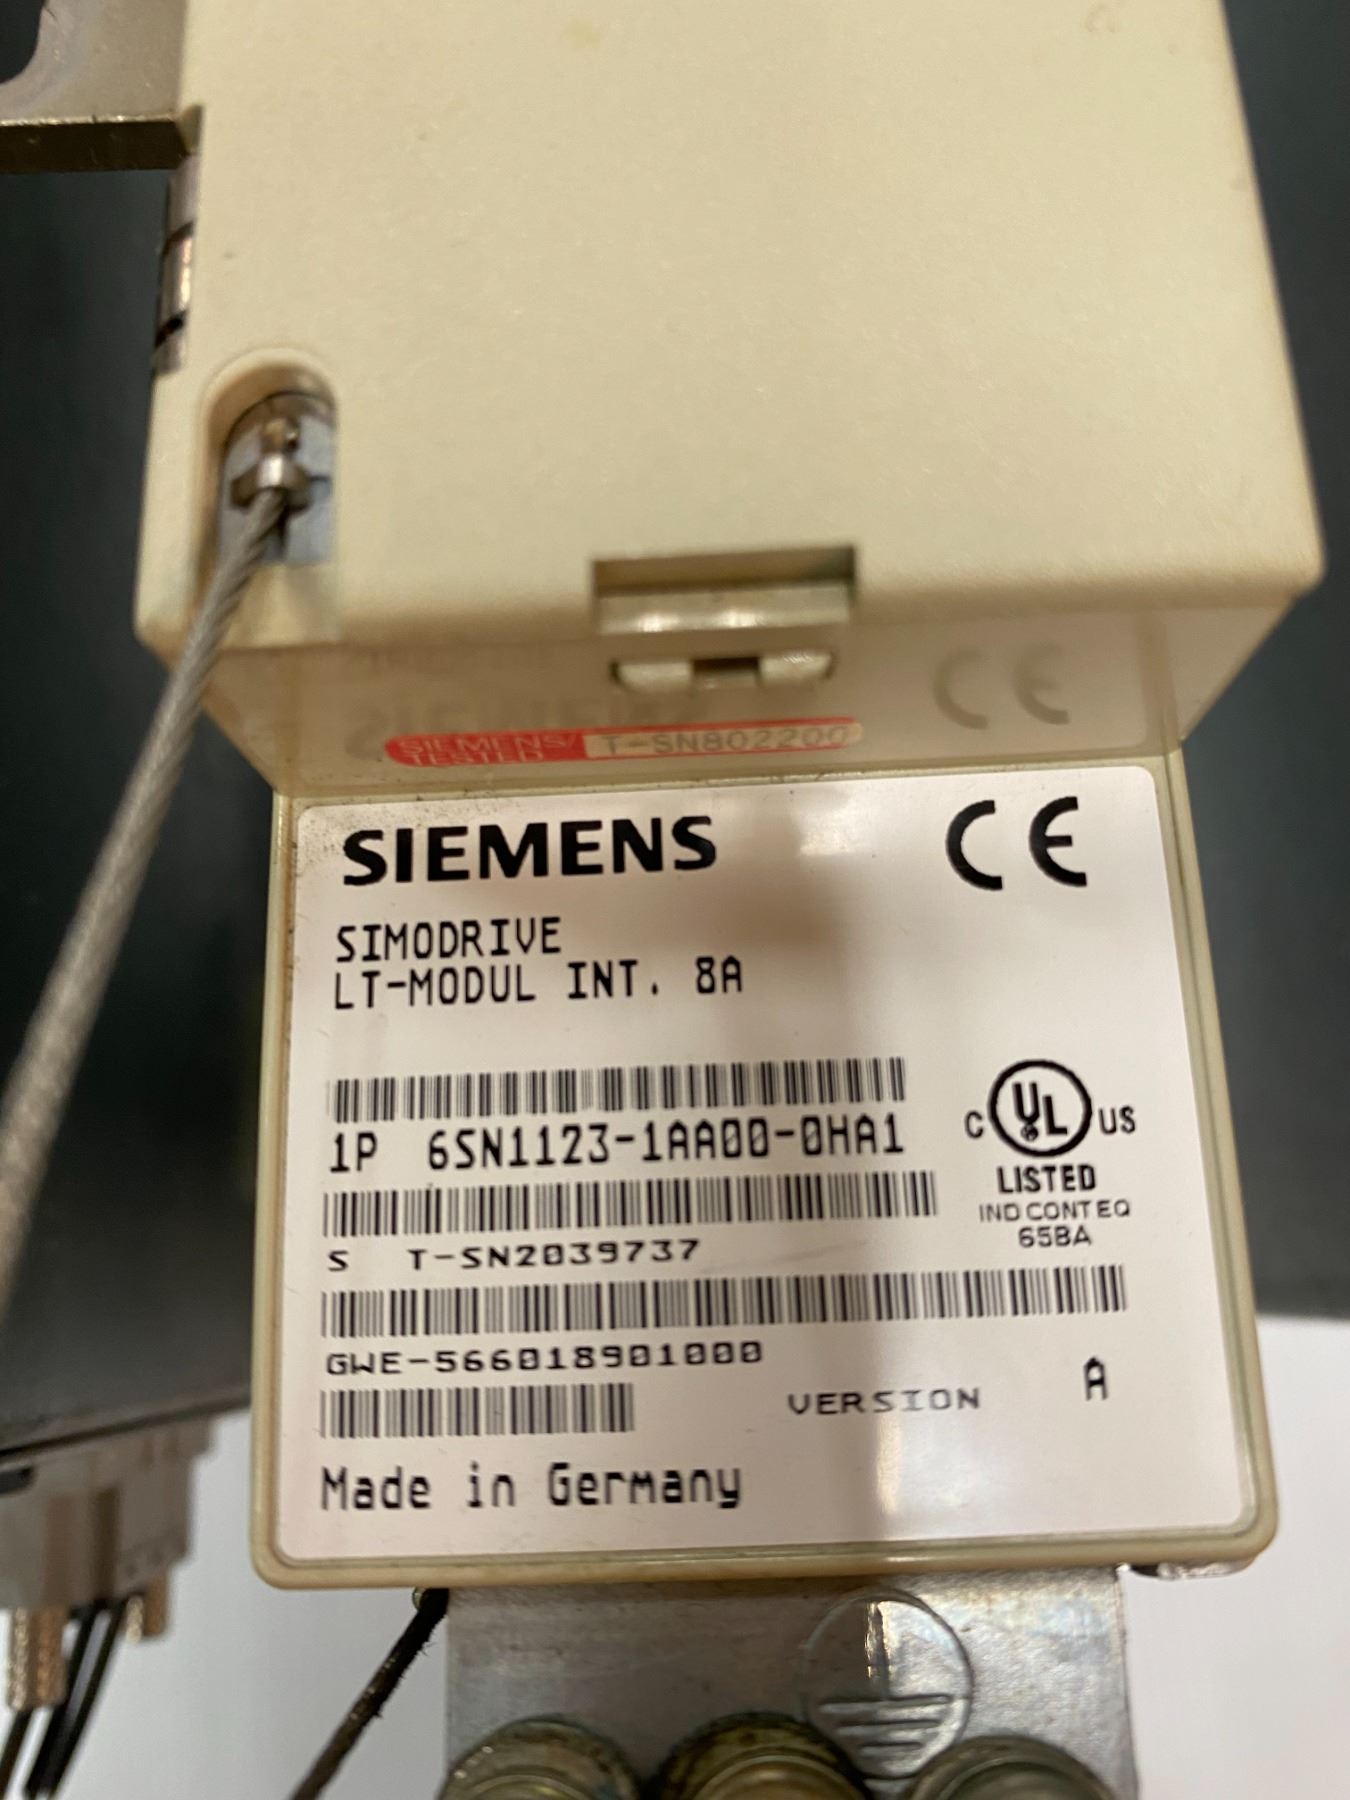 SIEMENS/
TESTED
T-SN802200
SIEMENS
CE
SIMODRIVE
LT-MODUL INT. 8A
1P 6SN1123-1AA00-0HA1
C UL US
LISTED
IND CONT EQ
65BA
S T-SN2039737
GWE-566018901000
VERSION A
Made in Germany